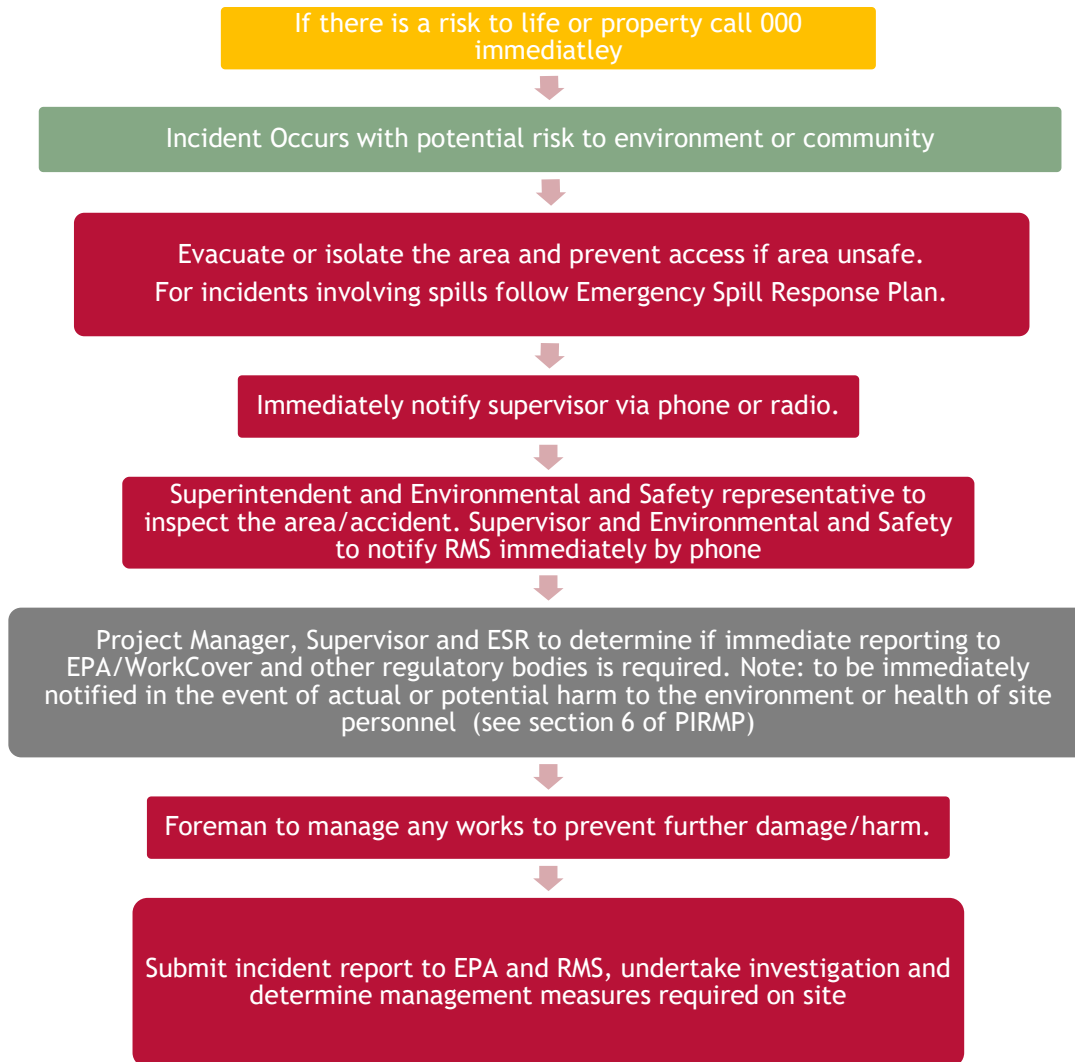 If there is a risk to life or property call 000
immediatley
Incident Occurs with potential risk to environment or community
Evacuate or isolate the area and prevent access if area unsafe.
For incidents involving spills follow Emergency Spill Response Plan.
Immediately notify supervisor via phone or radio.
Superintendent and Environmental and Safety representative to
inspect the area/accident. Supervisor and Environmental and Safety
to notify RMS immediately by phone
Project Manager, Supervisor and ESR to determine if immediate reporting to
EPA/WorkCover and other regulatory bodies is required. Note: to be immediately
notified in the event of actual or potential harm to the environment or health of site
personnel (see section 6 of PIRMP)
Foreman to manage any works to prevent further damage/harm.
Submit incident report to EPA and RMS, undertake investigation and
determine management measures required on site